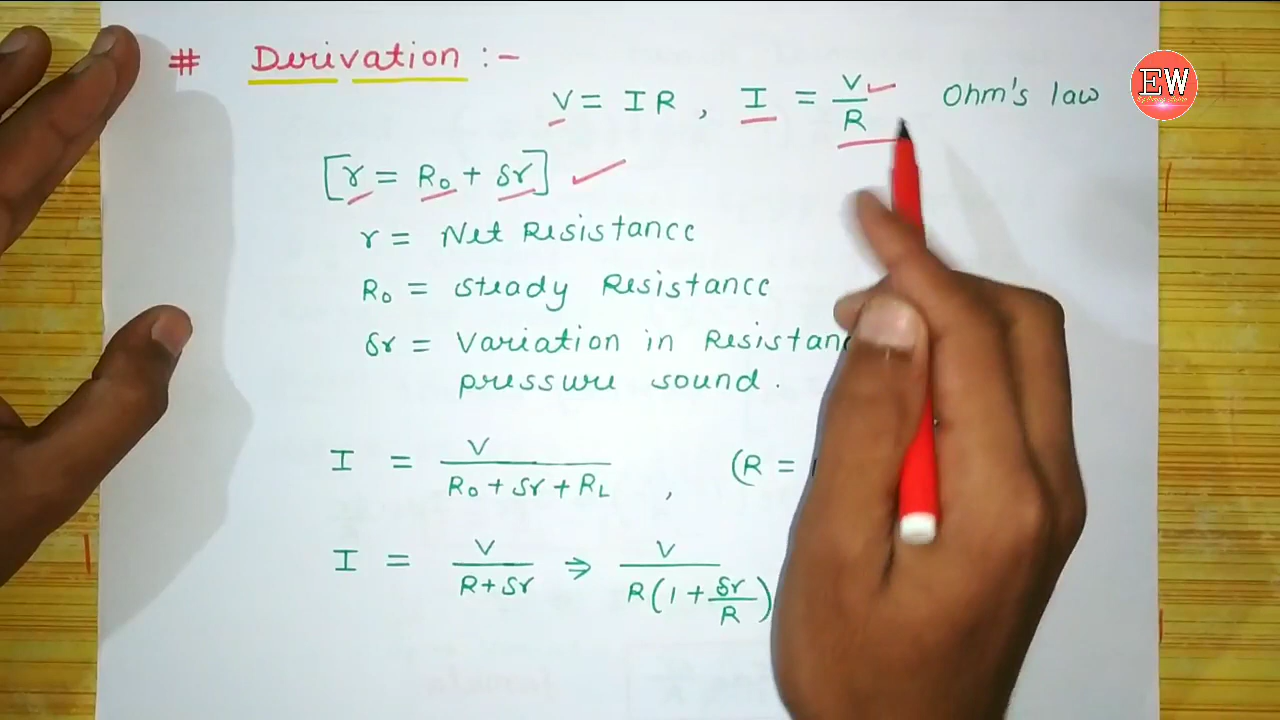 # Derivation :-
V = I R , I = V/R Ohm's law
[r = R₀ + δr] ✓
r = Net Resistance
R₀ = steady Resistance
δr = Variation in Resistan
pressure sound .
I = V/(R₀ + δr + R_L) , (R =
I = V/(R + δr) ⇒ V/(R(1 + δr/R))
EW